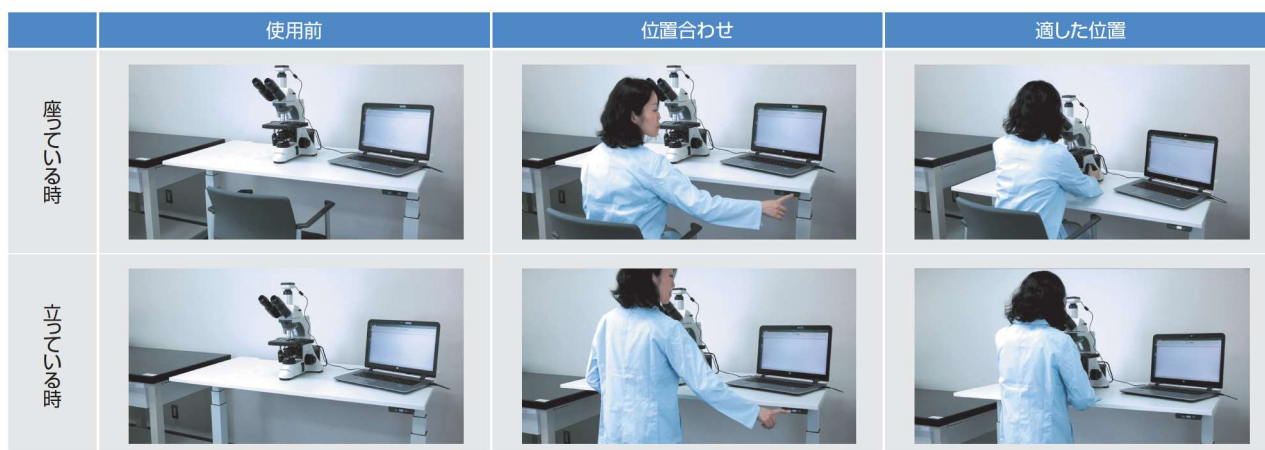 使用前
位置合わせ
適した位置
座っている時
立っている時